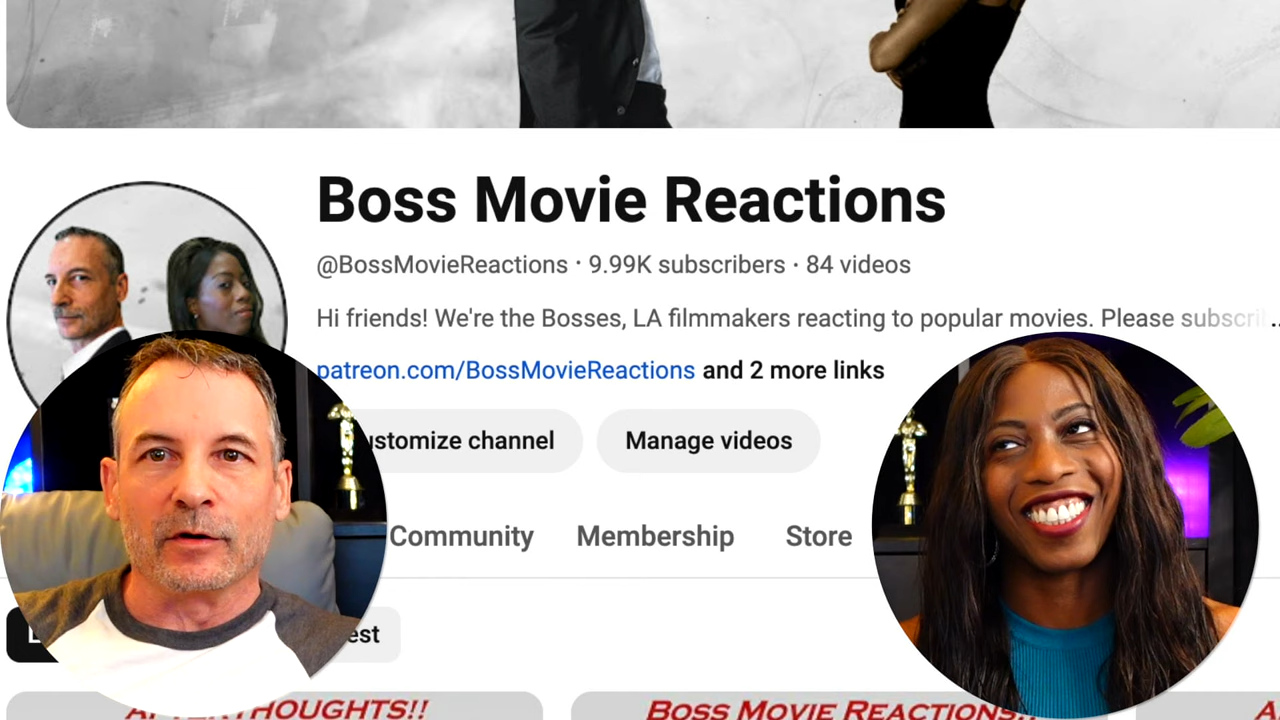 Boss Movie Reactions
@BossMovieReactions · 9.99K subscribers · 84 videos
Hi friends! We're the Bosses, LA filmmakers reacting to popular movies. Please subscri...
patreon.com/BossMovieReactions and 2 more links
ustomize channel Manage videos
Community Membership Store
est
HOUGHTS!! BOSS MOVIE REACTIONS!!